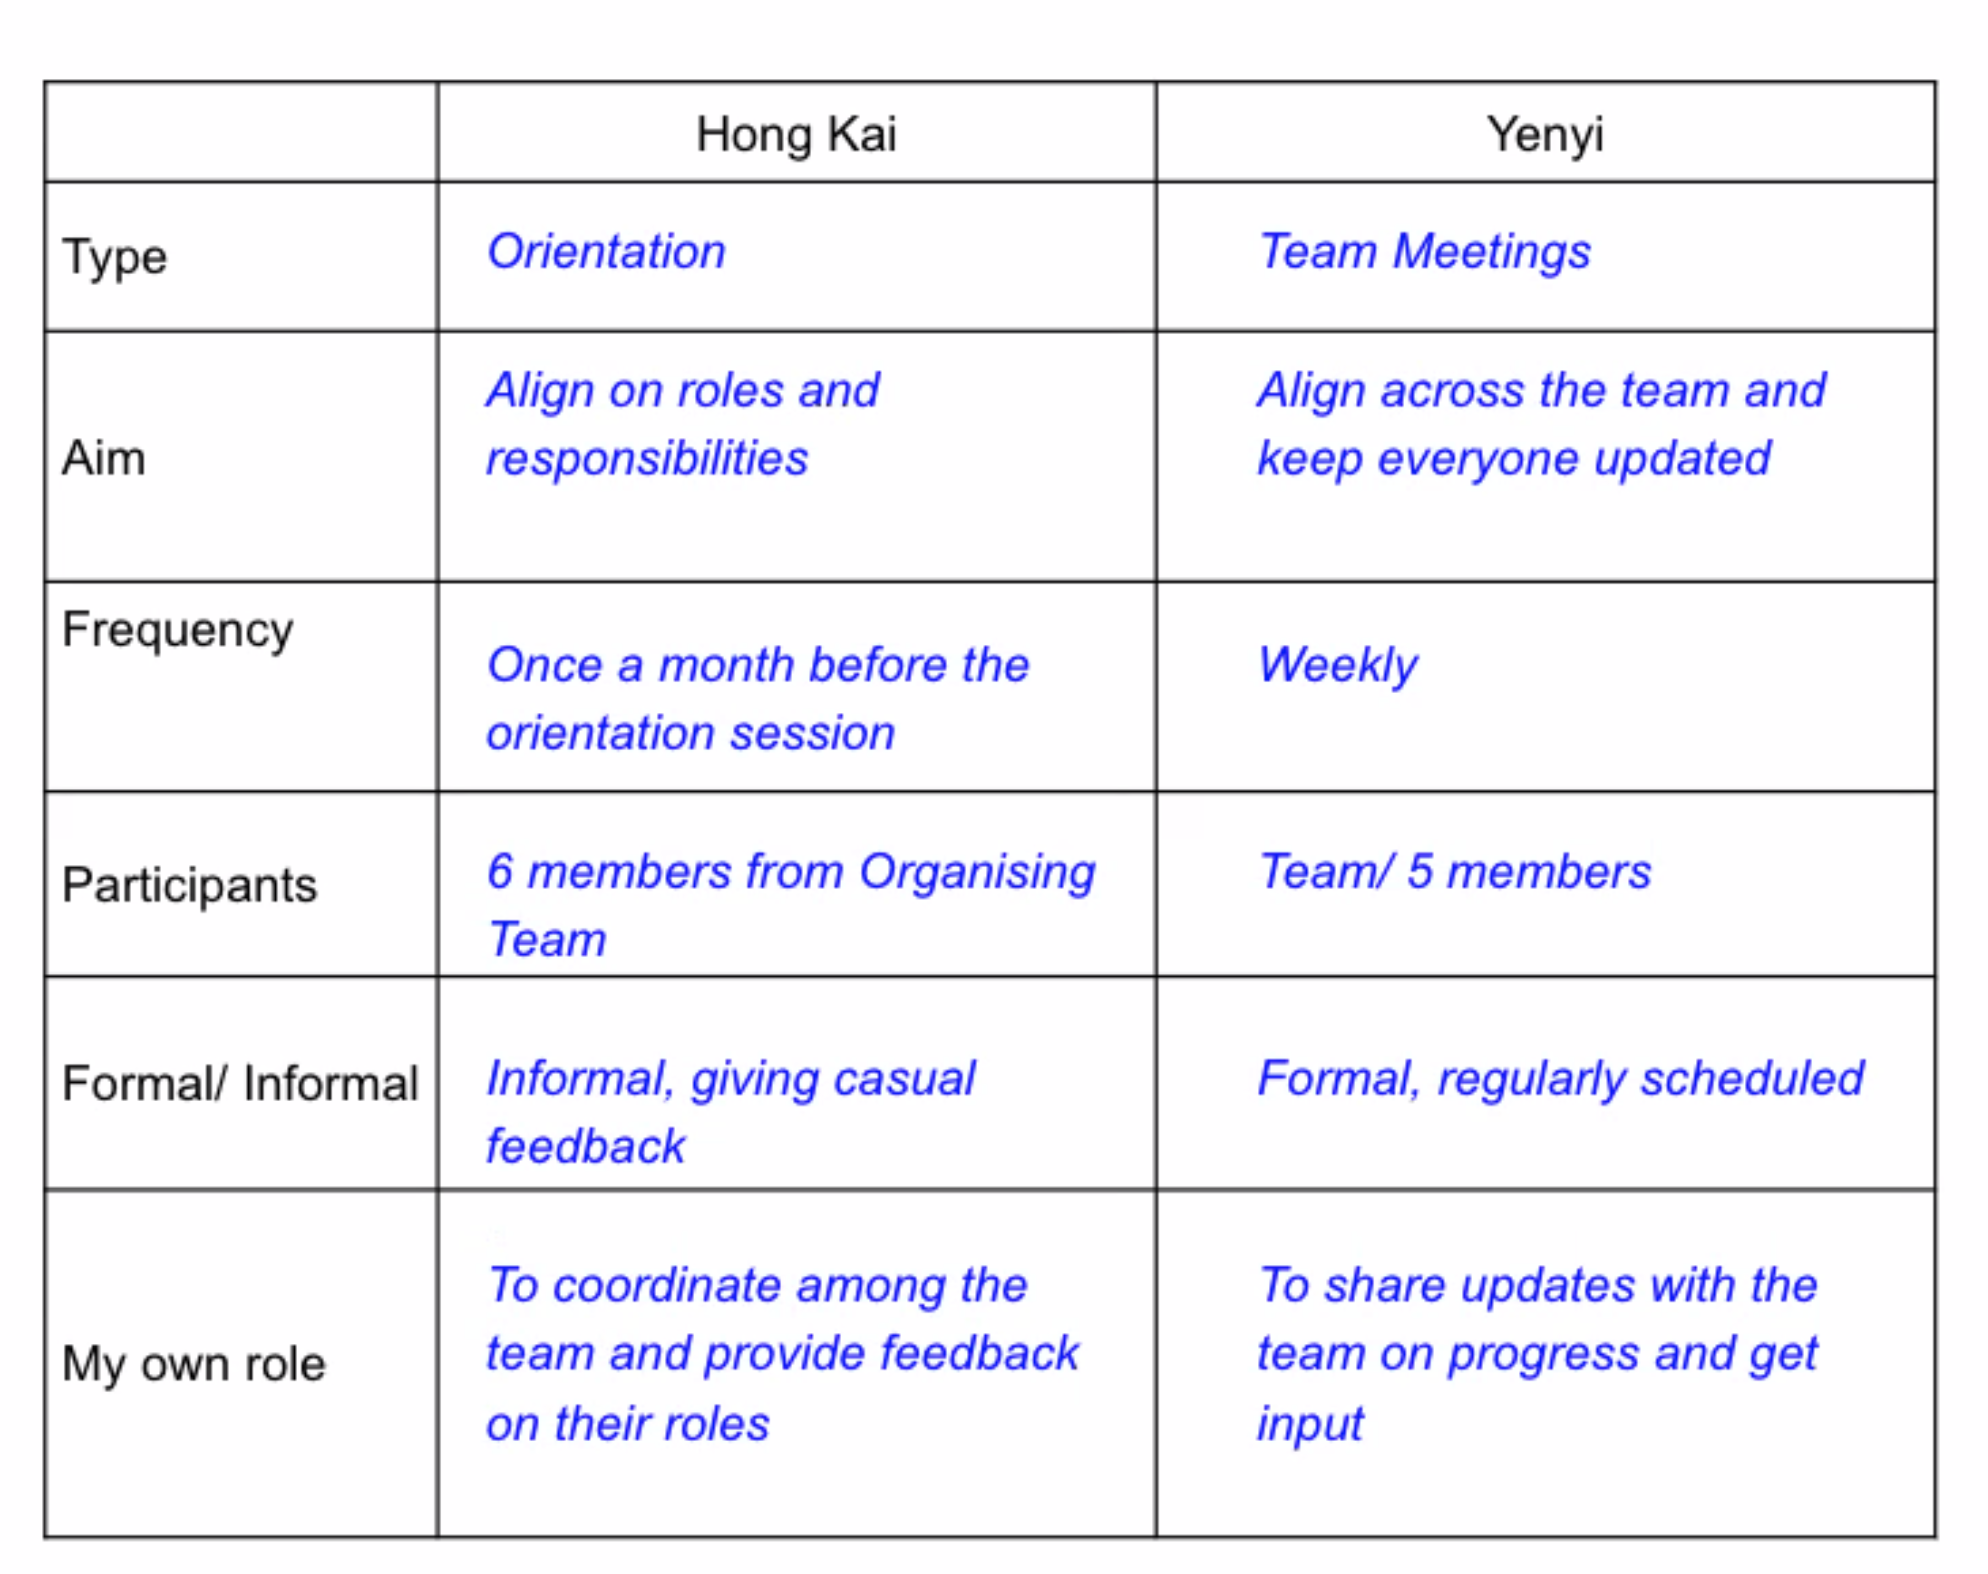 Hong Kai
Yenyi
Type
Orientation
Team Meetings
Aim
Align on roles and
responsibilities
Align across the team and
keep everyone updated
Frequency
Once a month before the
orientation session
Weekly
Participants
6 members from Organising
Team
Team/ 5 members
Formal/ Informal
Informal, giving casual
feedback
Formal, regularly scheduled
My own role
To coordinate among the
team and provide feedback
on their roles
To share updates with the
team on progress and get
input